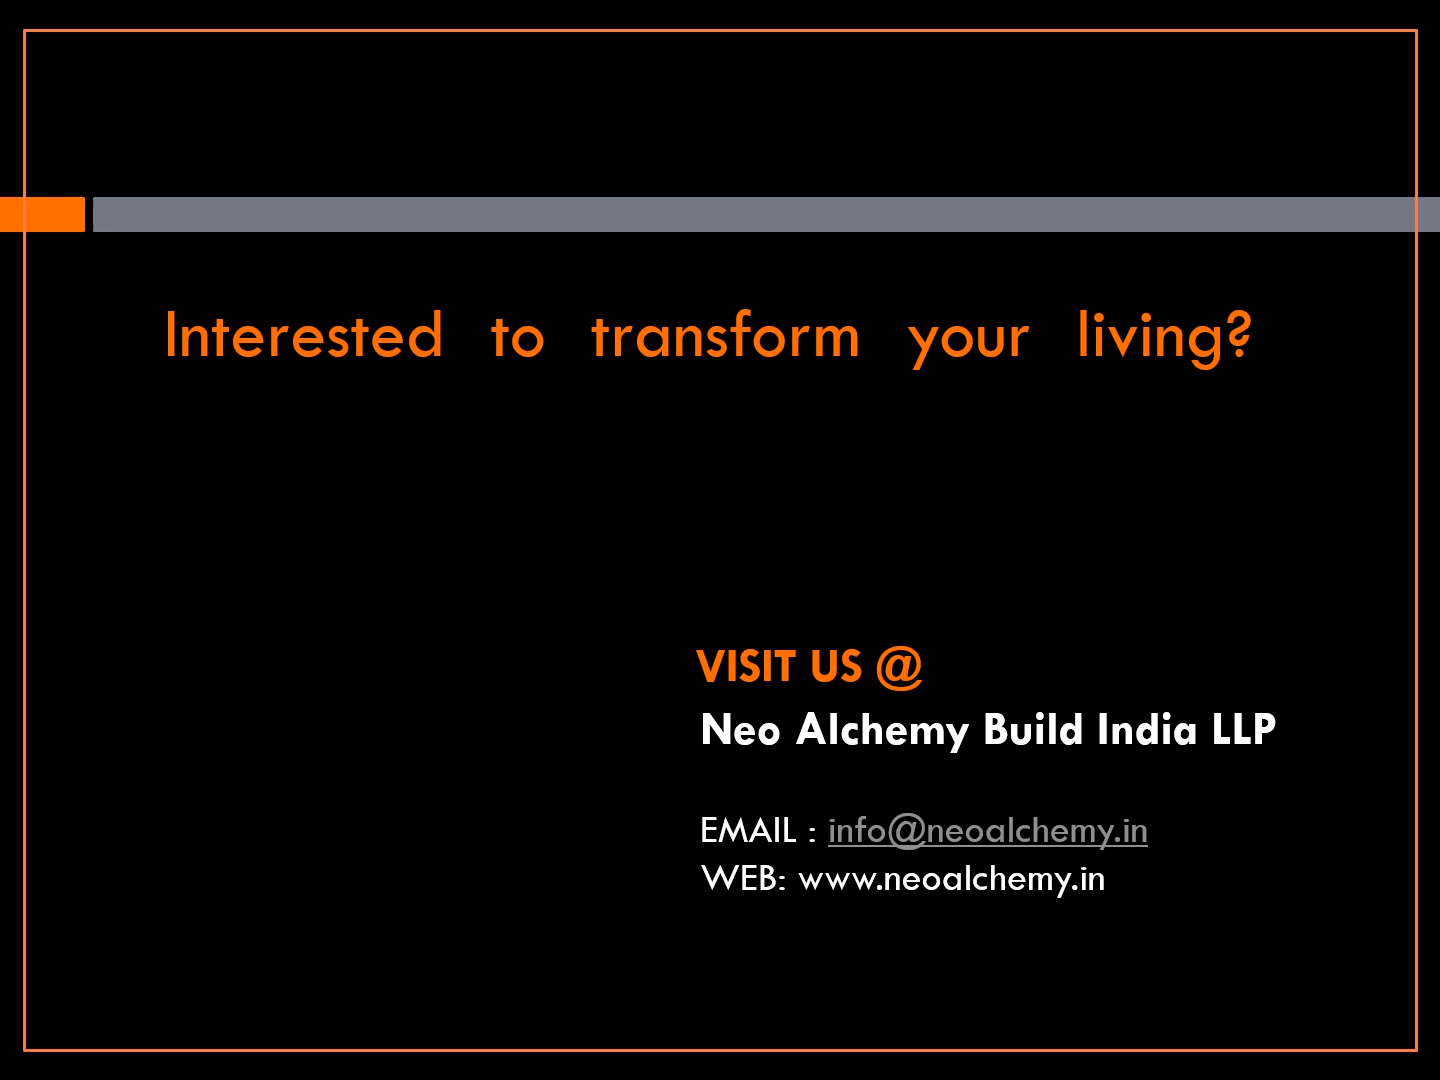 Interested to transform your living?
VISIT US @
Neo Alchemy Build India LLP
EMAIL : info@neoalchemy.in
WEB: www.neoalchemy.in